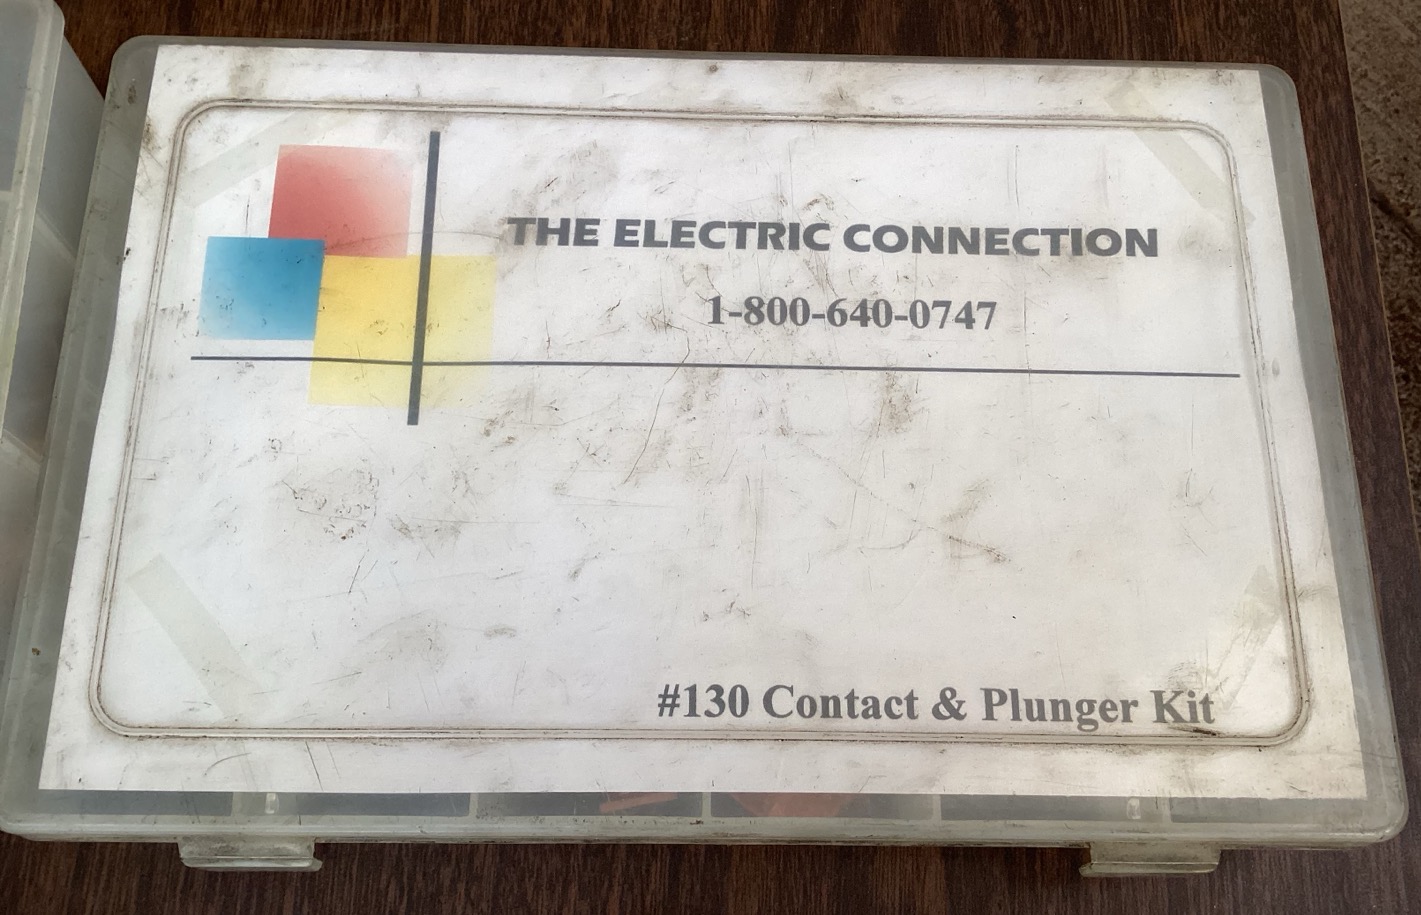 THE ELECTRIC CONNECTION
1-800-640-0747
#130 Contact & Plunger Kit